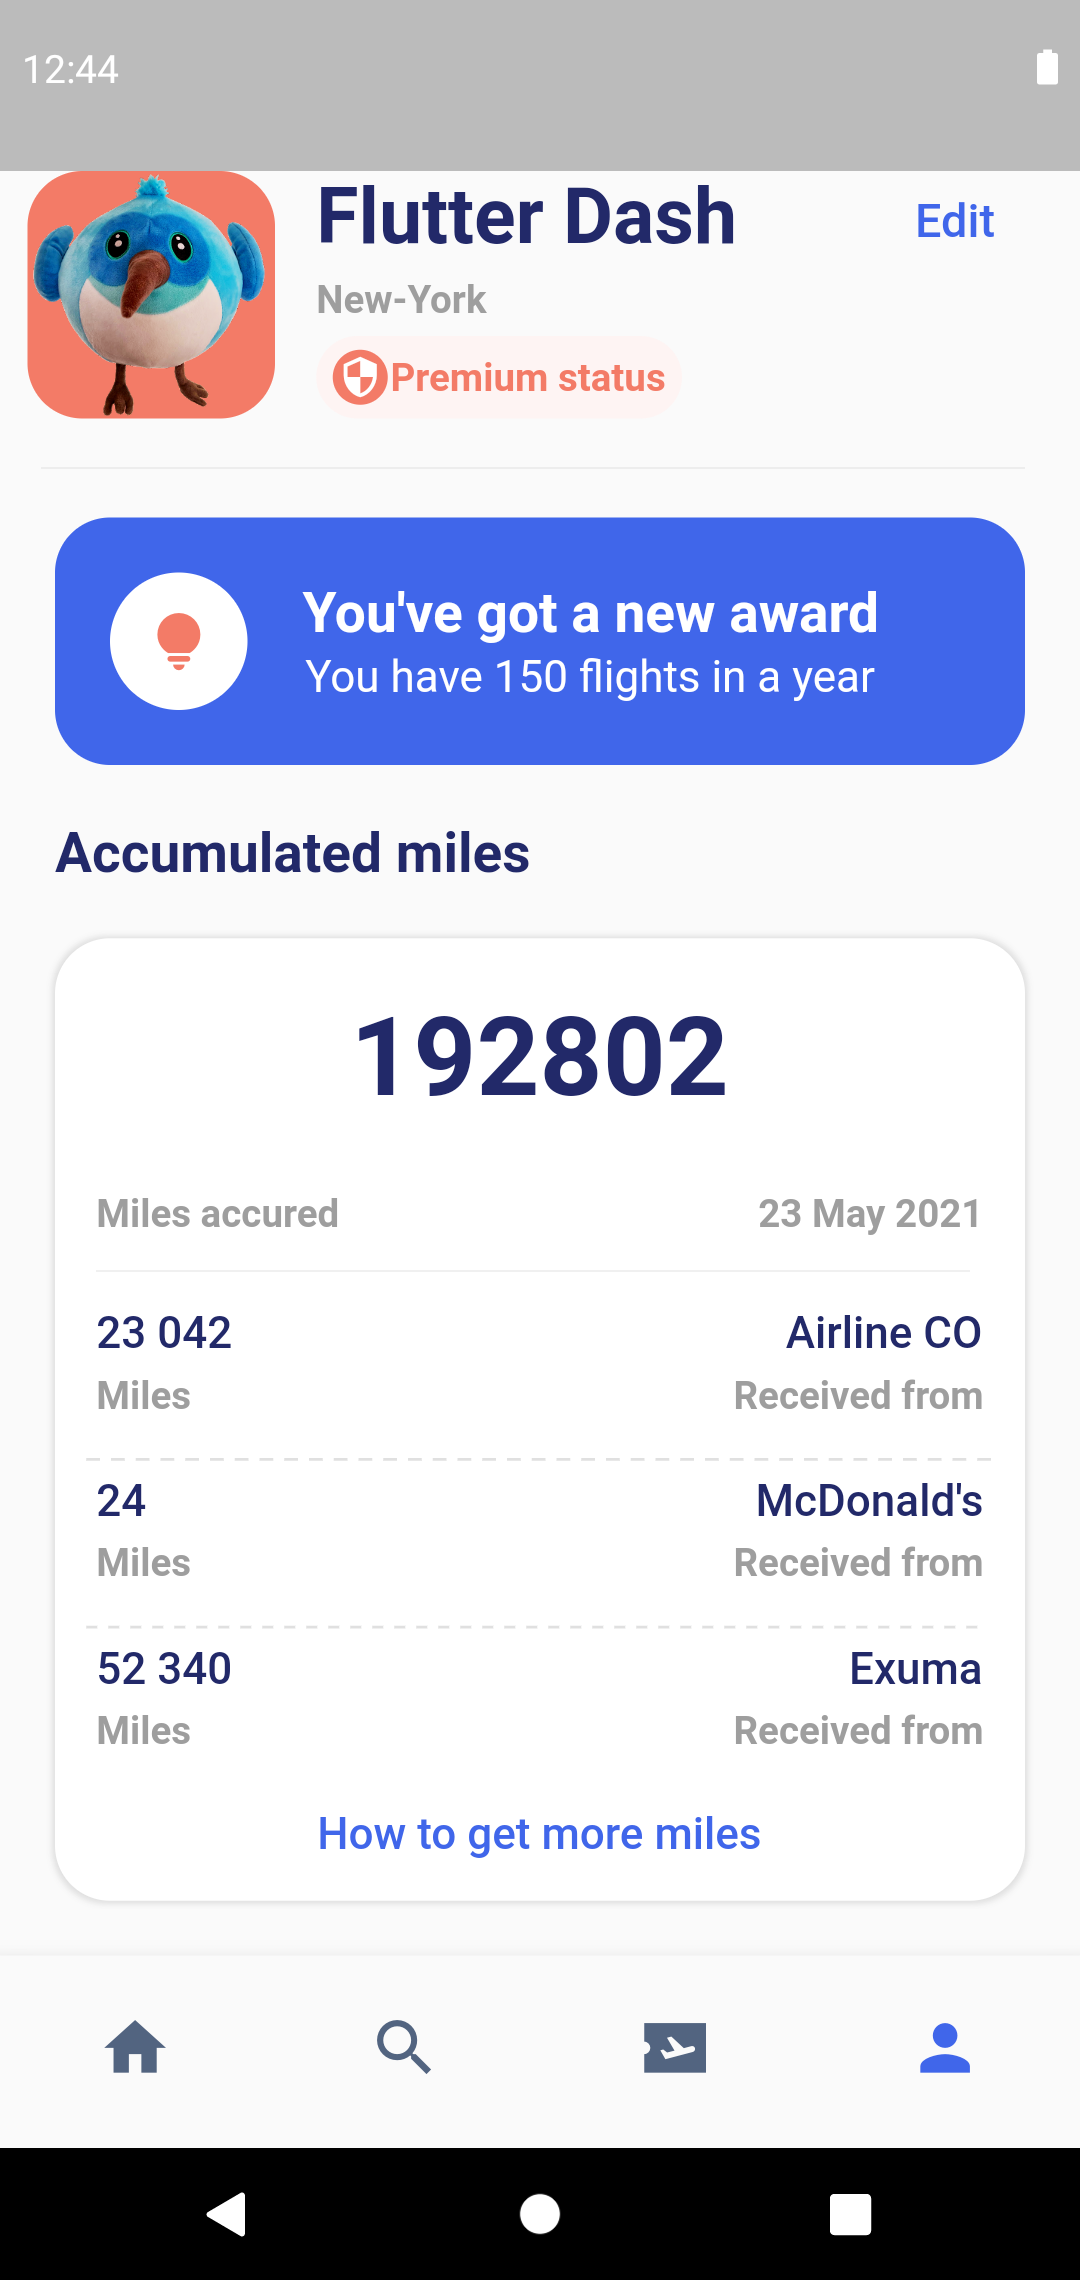 12:44
Flutter Dash
Edit
New-York
Premium status
You've got a new award
You have 150 flights in a year
Accumulated miles
192802
Miles accured
23 May 2021
23 042
Airline CO
Miles
Received from
24
McDonald's
Miles
Received from
52 340
Exuma
Miles
Received from
How to get more miles